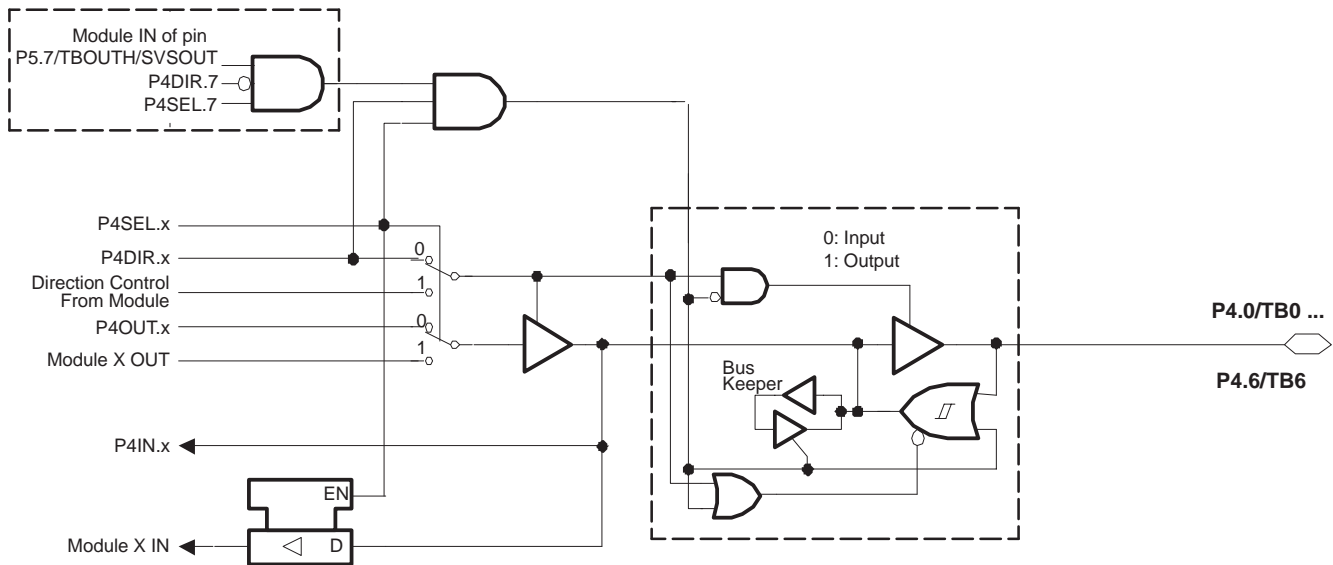 Module IN of pin
P5.7/TBOUTH/SVSOUT
P4DIR.7
P4SEL.7
P4SEL.x
P4DIR.x
0
Direction Control
From Module
1
P4OUT.x
0
Module X OUT
1
0: Input
1: Output
P4.0/TB0 ...
P4.6/TB6
Bus
Keeper
P4IN.x
EN
Module X IN
D